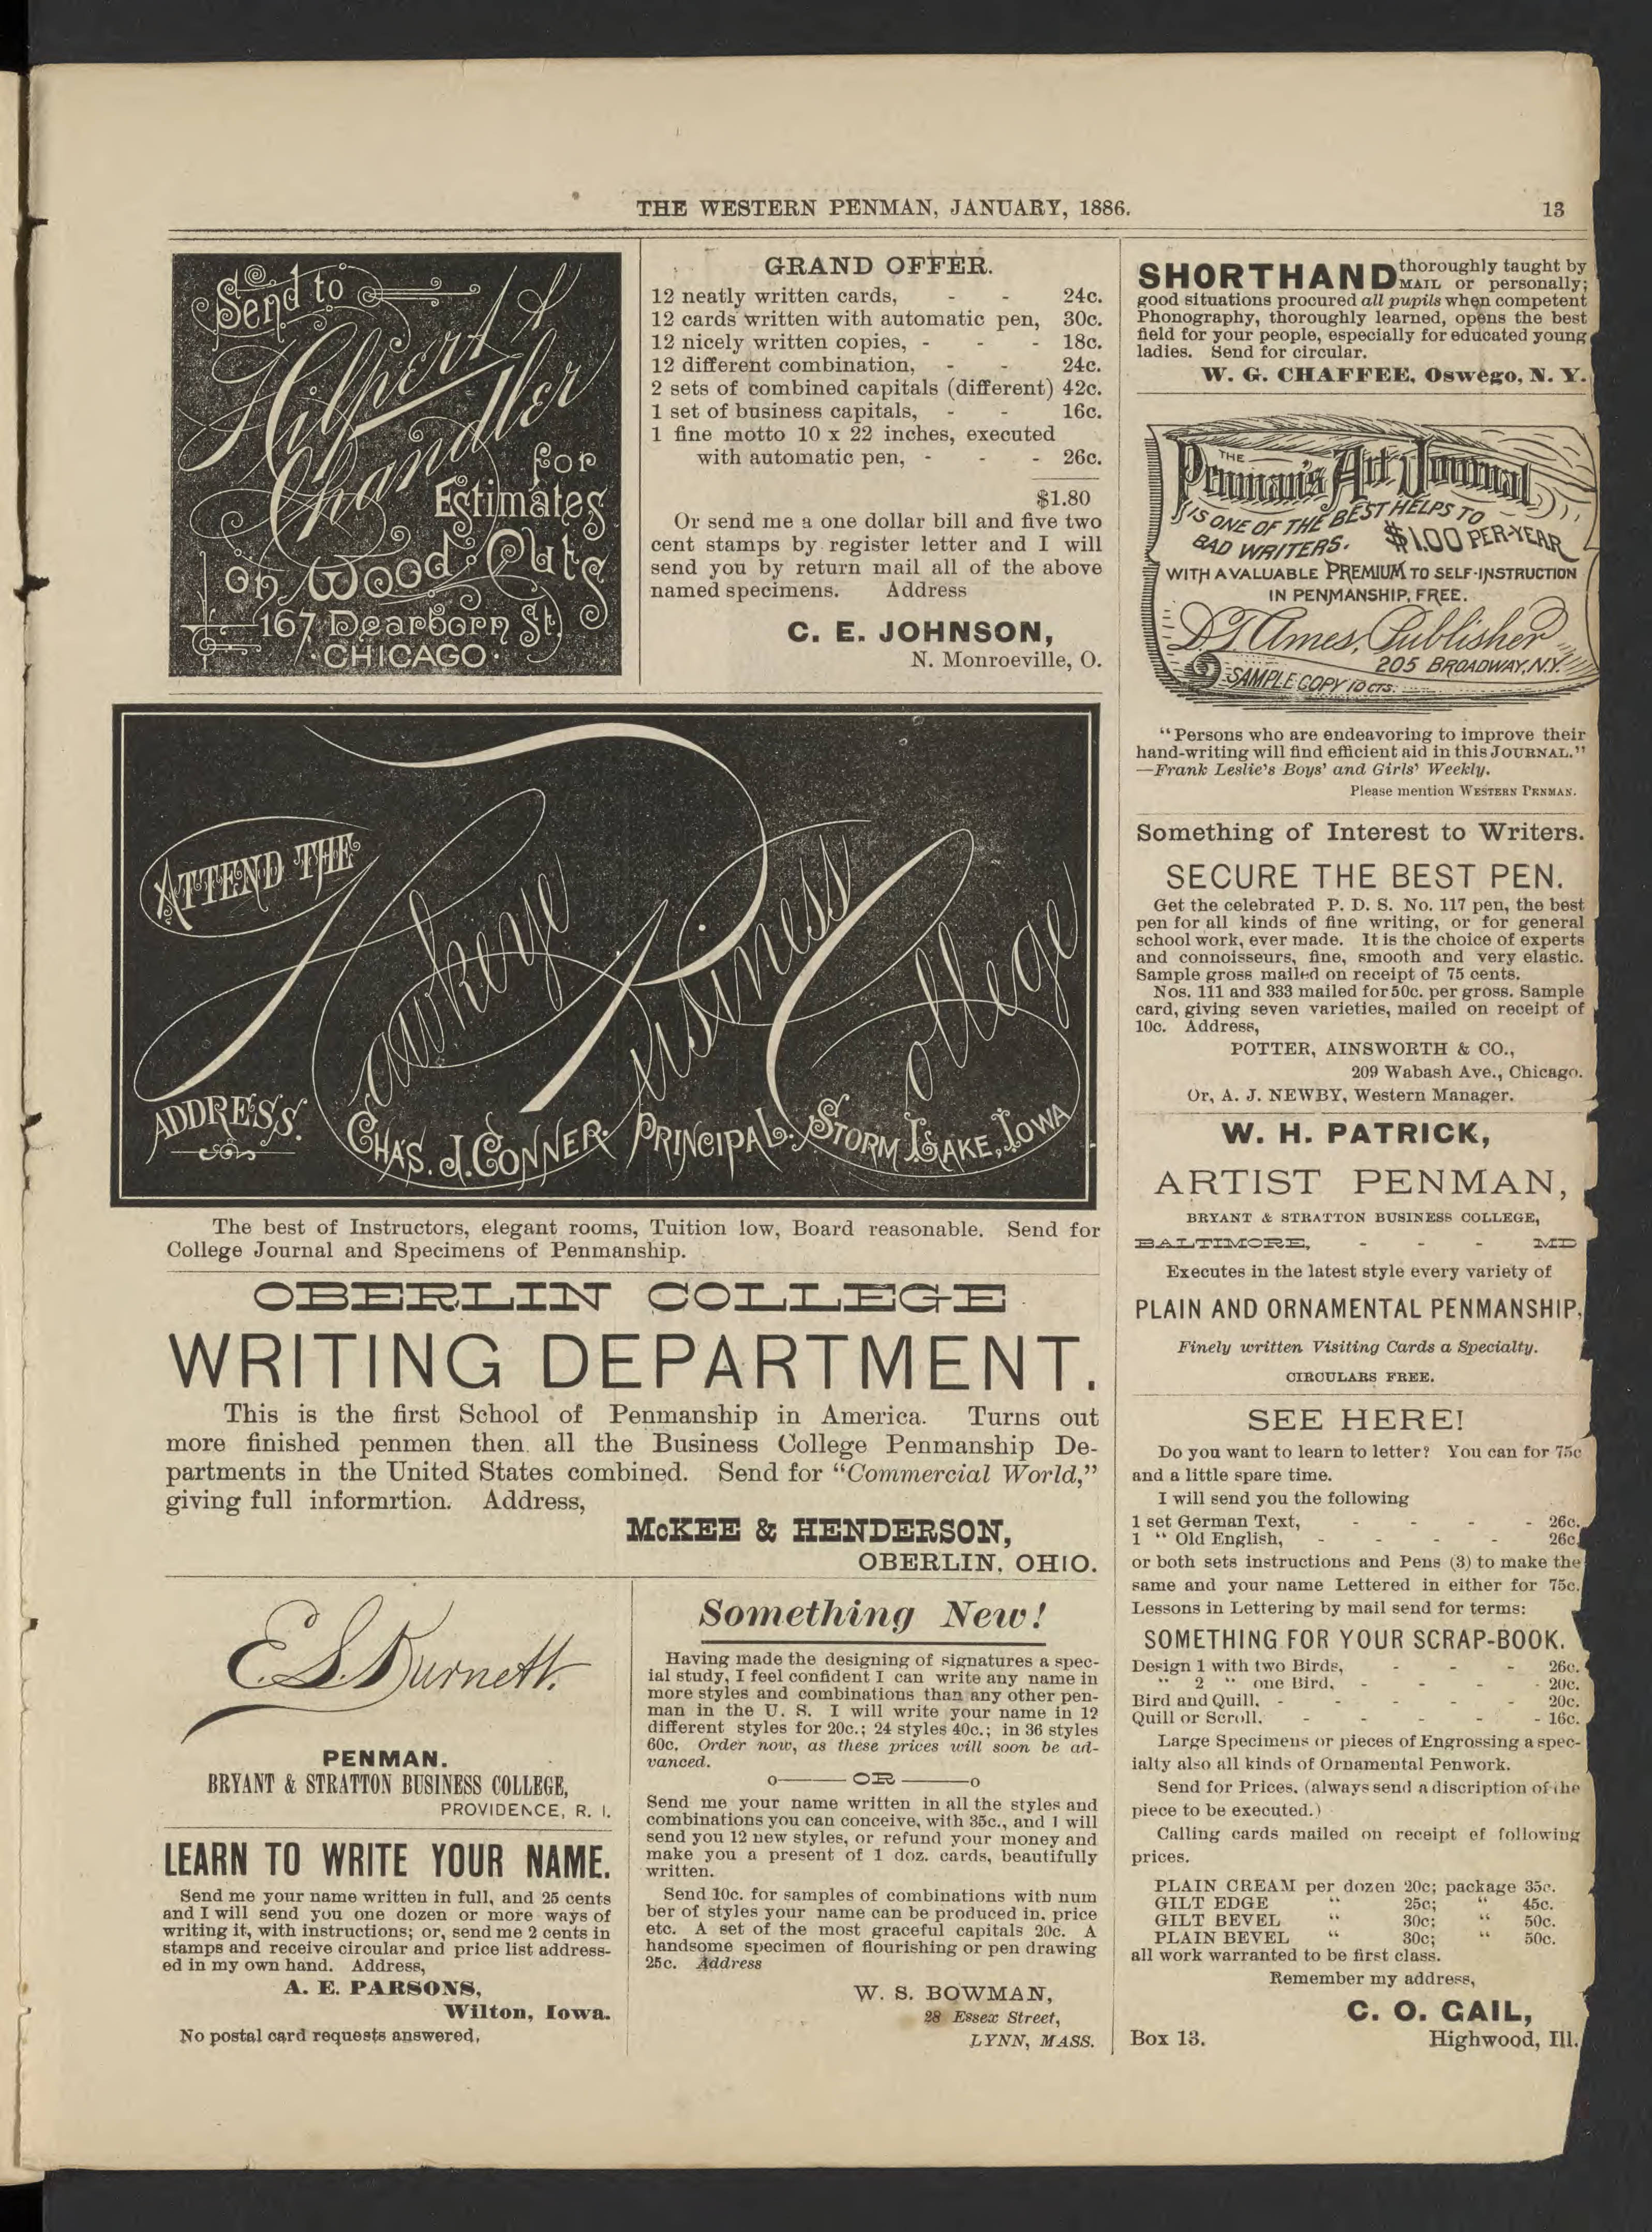 THE WESTERN PENMAN, JANUARY, 1886.
13
Send to
Hilpert &
Chandler
for
Estimates
on Wood Cuts
167 Dearborn St,
· CHICAGO ·
GRAND OFFER.
12 neatly written cards, - - 24c.
12 cards written with automatic pen, 30c.
12 nicely written copies, - - - 18c.
12 different combination, - - 24c.
2 sets of combined capitals (different) 42c.
1 set of business capitals, - - 16c.
1 fine motto 10 x 22 inches, executed
with automatic pen, - - - 26c.
$1.80
Or send me a one dollar bill and five two
cent stamps by register letter and I will
send you by return mail all of the above
named specimens. Address
C. E. JOHNSON,
N. Monroeville, O.
ATTEND THE
Hawkeye
Business
College
ADDRESS.
CHAS. J. CONNER. PRINCIPAL. STORM LAKE, IOWA
The best of Instructors, elegant rooms, Tuition low, Board reasonable. Send for
College Journal and Specimens of Penmanship.
OBERLIN COLLEGE
WRITING DEPARTMENT.
This is the first School of Penmanship in America. Turns out
more finished penmen then all the Business College Penmanship De-
partments in the United States combined. Send for "Commercial World,"
giving full informrtion. Address,
McKEE & HENDERSON,
OBERLIN, OHIO.
E. L. Burnett.
PENMAN.
BRYANT & STRATTON BUSINESS COLLEGE,
PROVIDENCE, R. I.
LEARN TO WRITE YOUR NAME.
Send me your name written in full, and 25 cents
and I will send you one dozen or more ways of
writing it, with instructions; or, send me 2 cents in
stamps and receive circular and price list address-
ed in my own hand. Address,
A. E. PARSONS,
Wilton, Iowa.
No postal card requests answered,
Something New!
Having made the designing of signatures a spec-
ial study, I feel confident I can write any name in
more styles and combinations than any other pen-
man in the U. S. I will write your name in 12
different styles for 20c.; 24 styles 40c.; in 36 styles
60c. Order now, as these prices will soon be ad-
vanced.
o——— OR ———o
Send me your name written in all the styles and
combinations you can conceive, with 35c., and I will
send you 12 new styles, or refund your money and
make you a present of 1 doz. cards, beautifully
written.
Send 10c. for samples of combinations with num
ber of styles your name can be produced in, price
etc. A set of the most graceful capitals 20c. A
handsome specimen of flourishing or pen drawing
25c. Address
W. S. BOWMAN,
28 Essex Street,
LYNN, MASS.
SHORTHAND thoroughly taught by
MAIL or personally;
good situations procured all pupils when competent
Phonography, thoroughly learned, opens the best
field for your people, especially for educated young
ladies. Send for circular.
W. G. CHAFFEE, Oswego, N. Y.
THE
Penman's Art Journal
IS ONE OF THE BEST HELPS TO
BAD WRITERS. $1.00 PER-YEAR
WITH A VALUABLE PREMIUM TO SELF-INSTRUCTION
IN PENMANSHIP, FREE.
D. T. Ames, Publisher
205 BROADWAY, N.Y.
SAMPLE COPY 10 CTS.
"Persons who are endeavoring to improve their
hand-writing will find efficient aid in this JOURNAL."
—Frank Leslie's Boys' and Girls' Weekly.
Please mention WESTERN PENMAN.
Something of Interest to Writers.
SECURE THE BEST PEN.
Get the celebrated P. D. S. No. 117 pen, the best
pen for all kinds of fine writing, or for general
school work, ever made. It is the choice of experts
and connoisseurs, fine, smooth and very elastic.
Sample gross mailed on receipt of 75 cents.
Nos. 111 and 333 mailed for 50c. per gross. Sample
card, giving seven varieties, mailed on receipt of
10c. Address,
POTTER, AINSWORTH & CO.,
209 Wabash Ave., Chicago.
Or, A. J. NEWBY, Western Manager.
W. H. PATRICK,
ARTIST PENMAN,
BRYANT & STRATTON BUSINESS COLLEGE,
BALTIMORE, - - - MD
Executes in the latest style every variety of
PLAIN AND ORNAMENTAL PENMANSHIP,
Finely written Visiting Cards a Specialty.
CIRCULARS FREE.
SEE HERE!
Do you want to learn to letter? You can for 75c
and a little spare time.
I will send you the following
1 set German Text, - - - - 26c.
1 " Old English, - - - - 26c.
or both sets instructions and Pens (3) to make the
same and your name Lettered in either for 75c.
Lessons in Lettering by mail send for terms:
SOMETHING FOR YOUR SCRAP-BOOK.
Design 1 with two Birds, - - - 26c.
" 2 " one Bird, - - - - 20c.
Bird and Quill, - - - - - 20c.
Quill or Scroll, - - - - - 16c.
Large Specimens or pieces of Engrossing a spec-
ialty also all kinds of Ornamental Penwork.
Send for Prices, (always send a discription of the
piece to be executed.)
Calling cards mailed on receipt of following
prices.
PLAIN CREAM per dozen 20c; package 35c.
GILT EDGE " 25c; " 45c.
GILT BEVEL " 30c; " 50c.
PLAIN BEVEL " 30c; " 50c.
all work warranted to be first class.
Remember my address,
C. O. GAIL,
Box 13. Highwood, Ill.